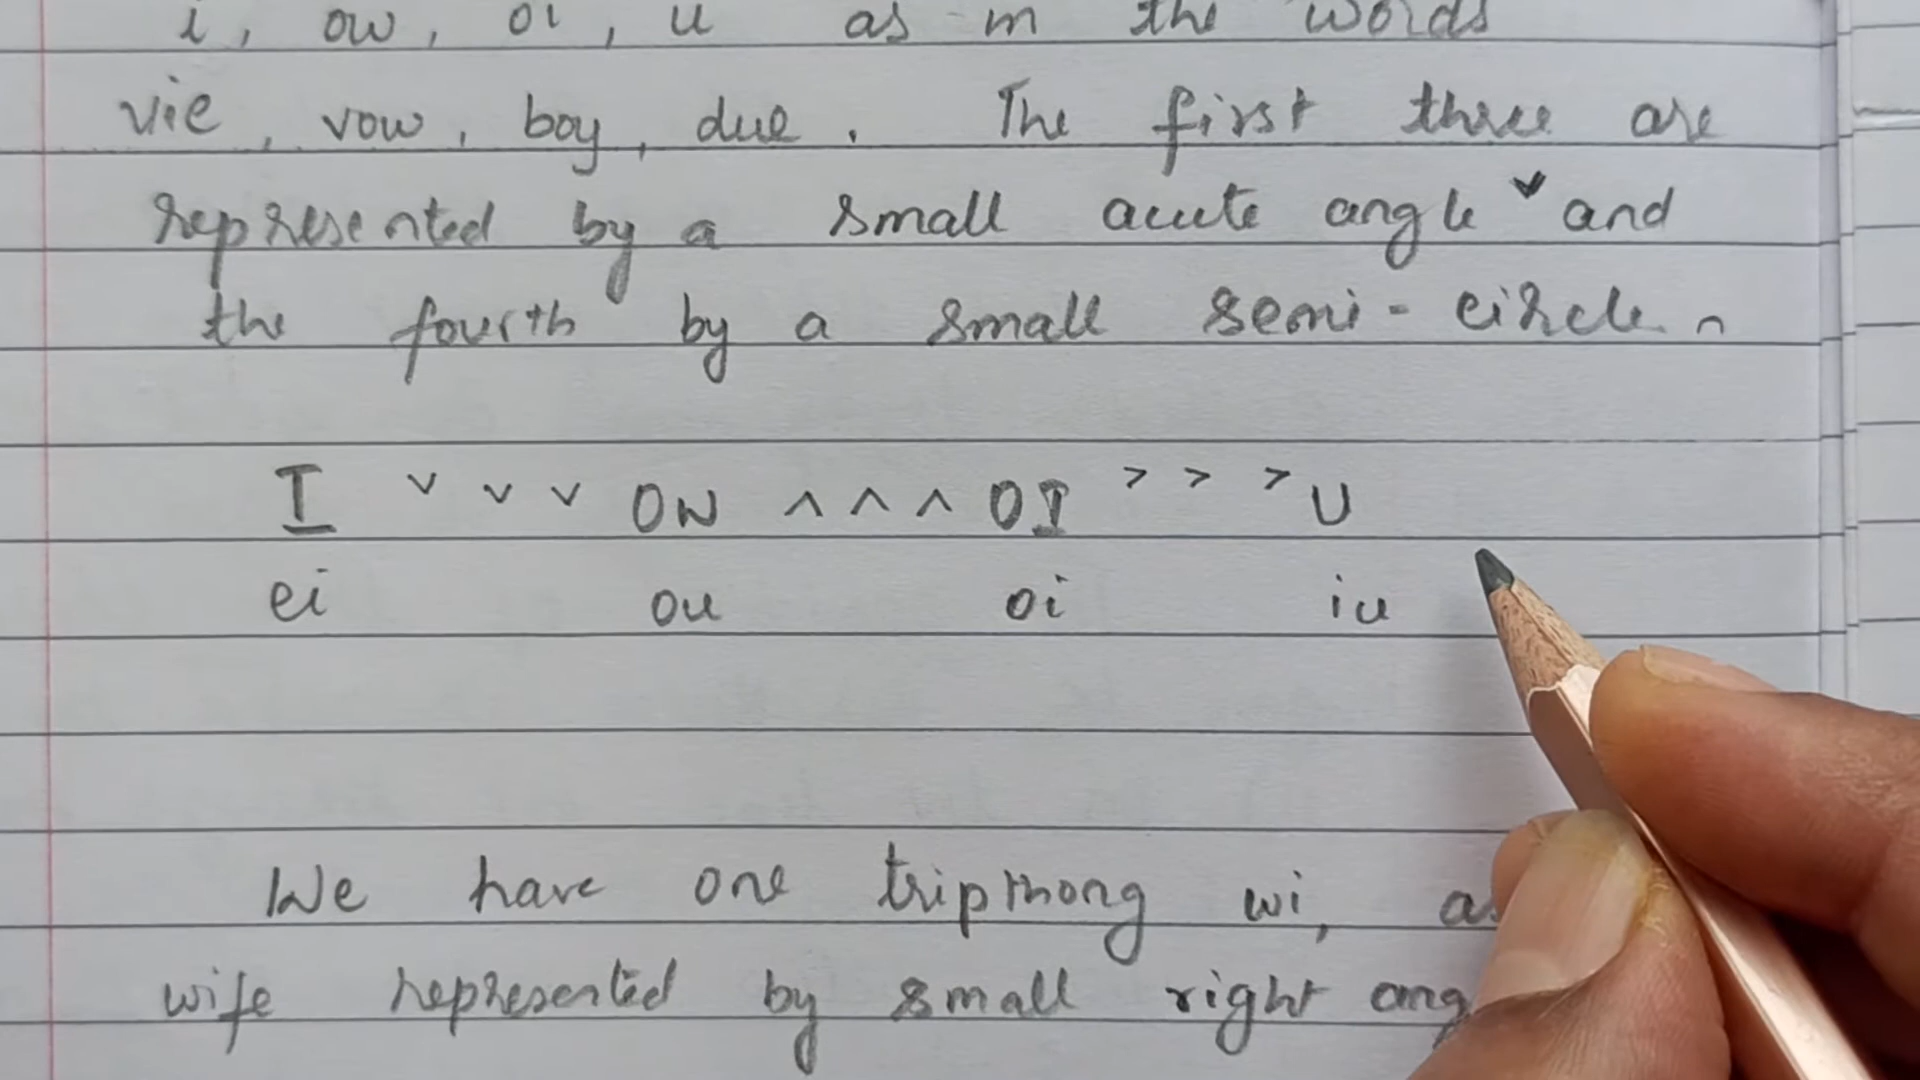 i, ow, oi, u as in the words
vie, vow, boy, due. The first three are
represented by a small acute angle ˅ and
the fourth by a small semi-circle ∩
I ˅ ˅ ˅ OW ^ ^ ^ OI > > > U
ei ou oi iu
We have one tripthong wi, as
wife represented by small right ang